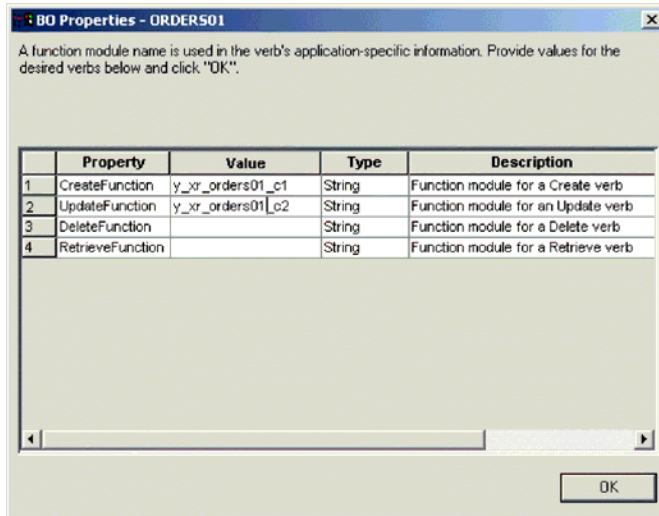 BO Properties - ORDERS01
A function module name is used in the verb's application-specific information. Provide values for the
desired verbs below and click "OK".
Property Value Type Description
1 CreateFunction y_xr_orders01_c1 String Function module for a Create verb
2 UpdateFunction y_xr_orders01_c2 String Function module for an Update verb
3 DeleteFunction String Function module for a Delete verb
4 RetrieveFunction String Function module for a Retrieve verb
OK